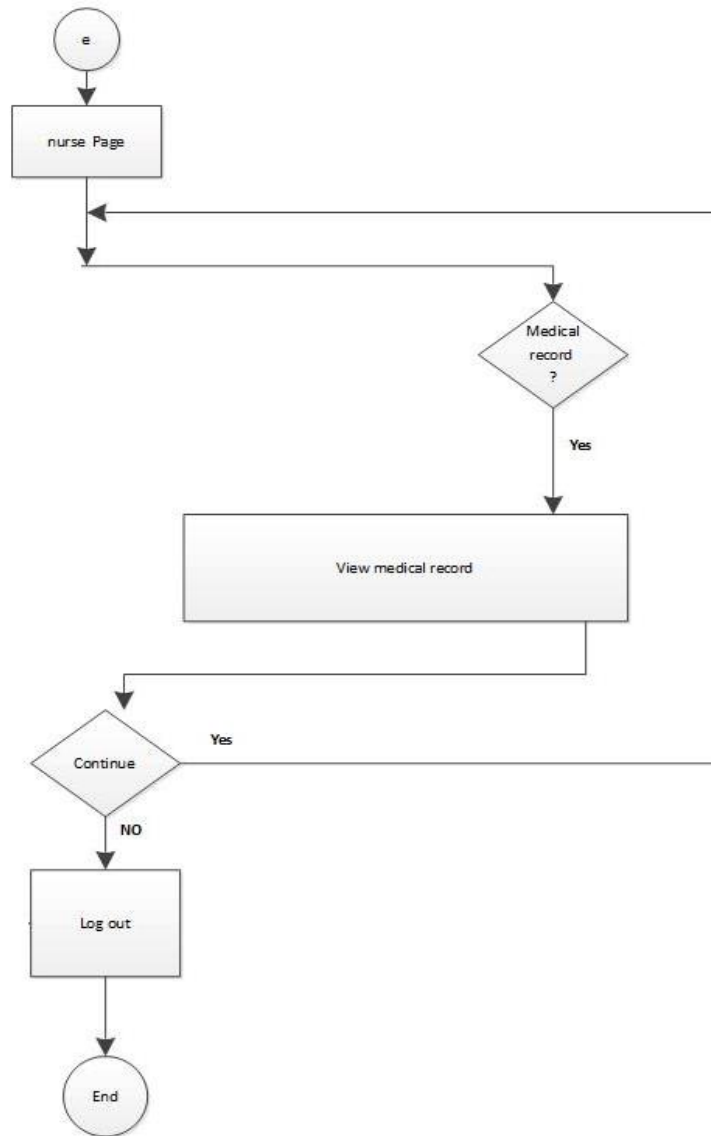 e
nurse Page
Medical
record
?
Yes
View medical record
Yes
Continue
NO
Log out
End